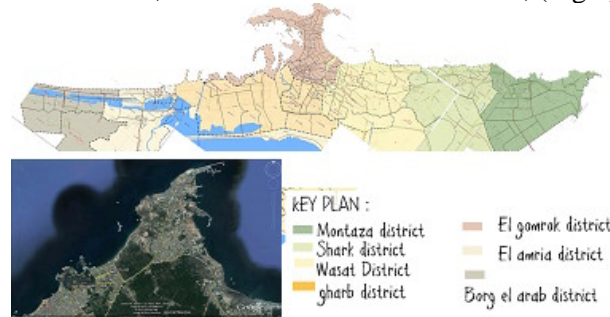 KEY PLAN :
Montaza district
Shark district
Wasat District
gharb district
El gomrok district
El amria district
Borg el arab district